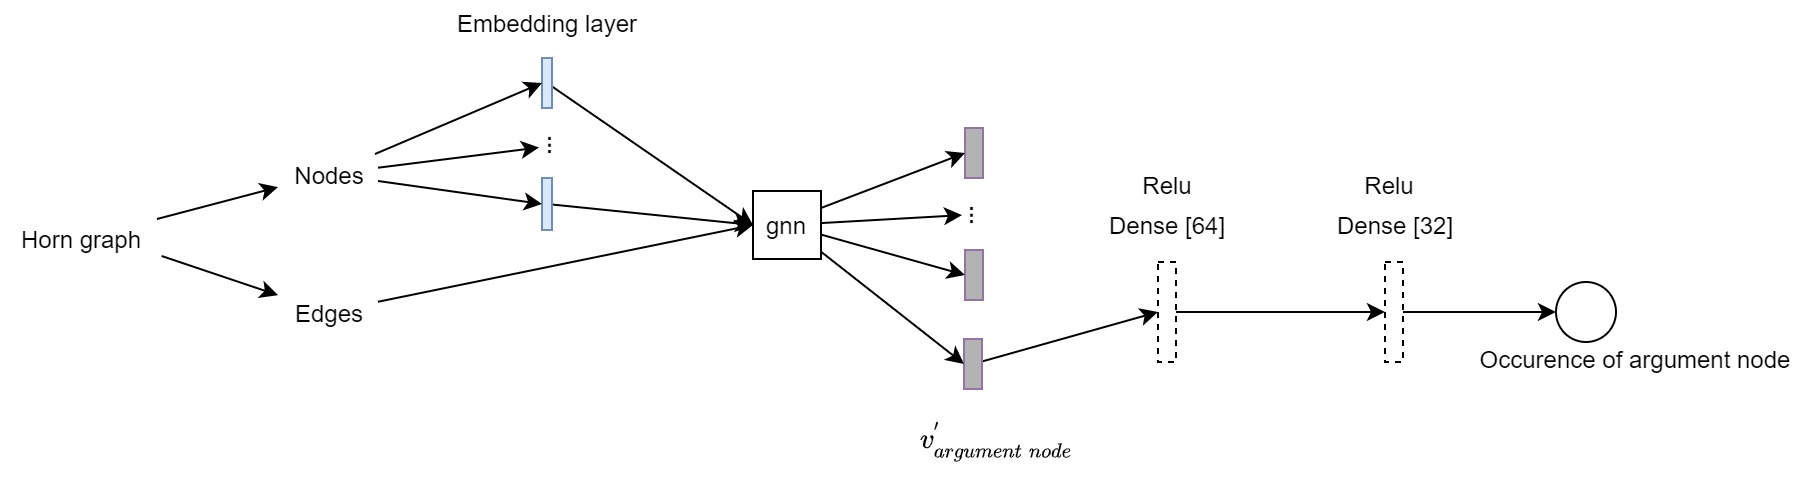 Embedding layer
⋮
Nodes
Horn graph
Edges
gnn
⋮
v'argument node
Relu
Dense [64]
Relu
Dense [32]
Occurence of argument node